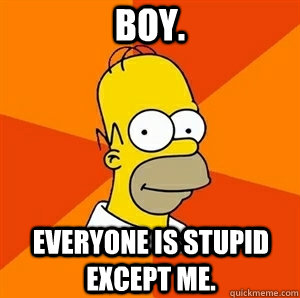 BOY.
EVERYONE IS STUPID
EXCEPT ME.
quickmeme.com